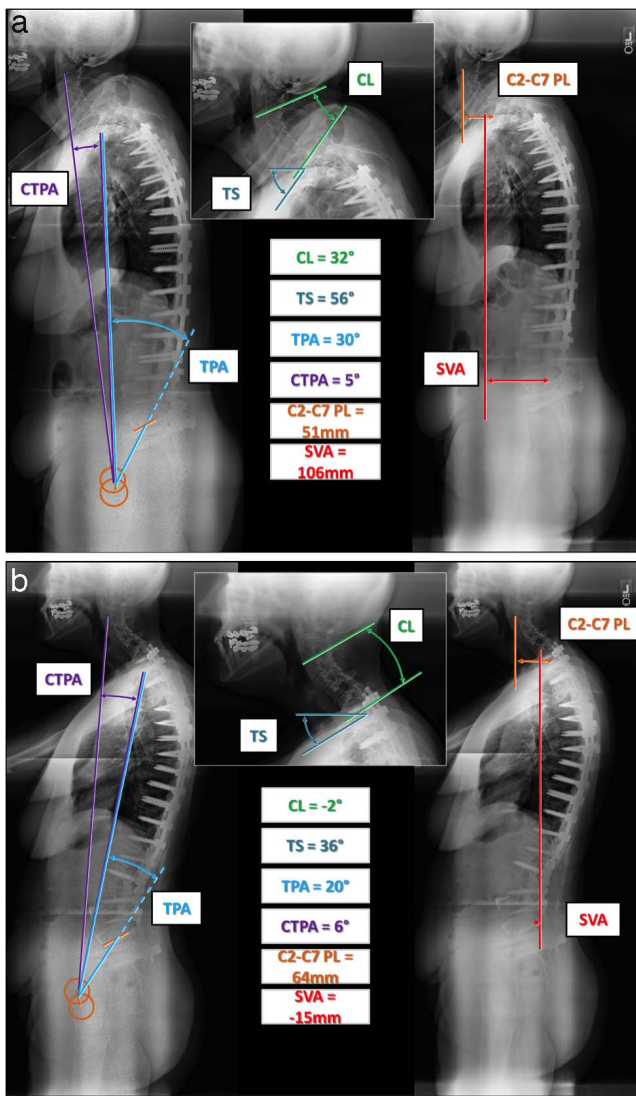 a
CL
C2-C7 PL
CTPA
TS
CL = 32°
TS = 56°
TPA = 30°
TPA
CTPA = 5°
SVA
C2-C7 PL =
51mm
SVA =
106mm
b
CL
C2-C7 PL
CTPA
TS
CL = -2°
TS = 36°
TPA = 20°
TPA
CTPA = 6°
SVA
C2-C7 PL =
64mm
SVA =
-15mm